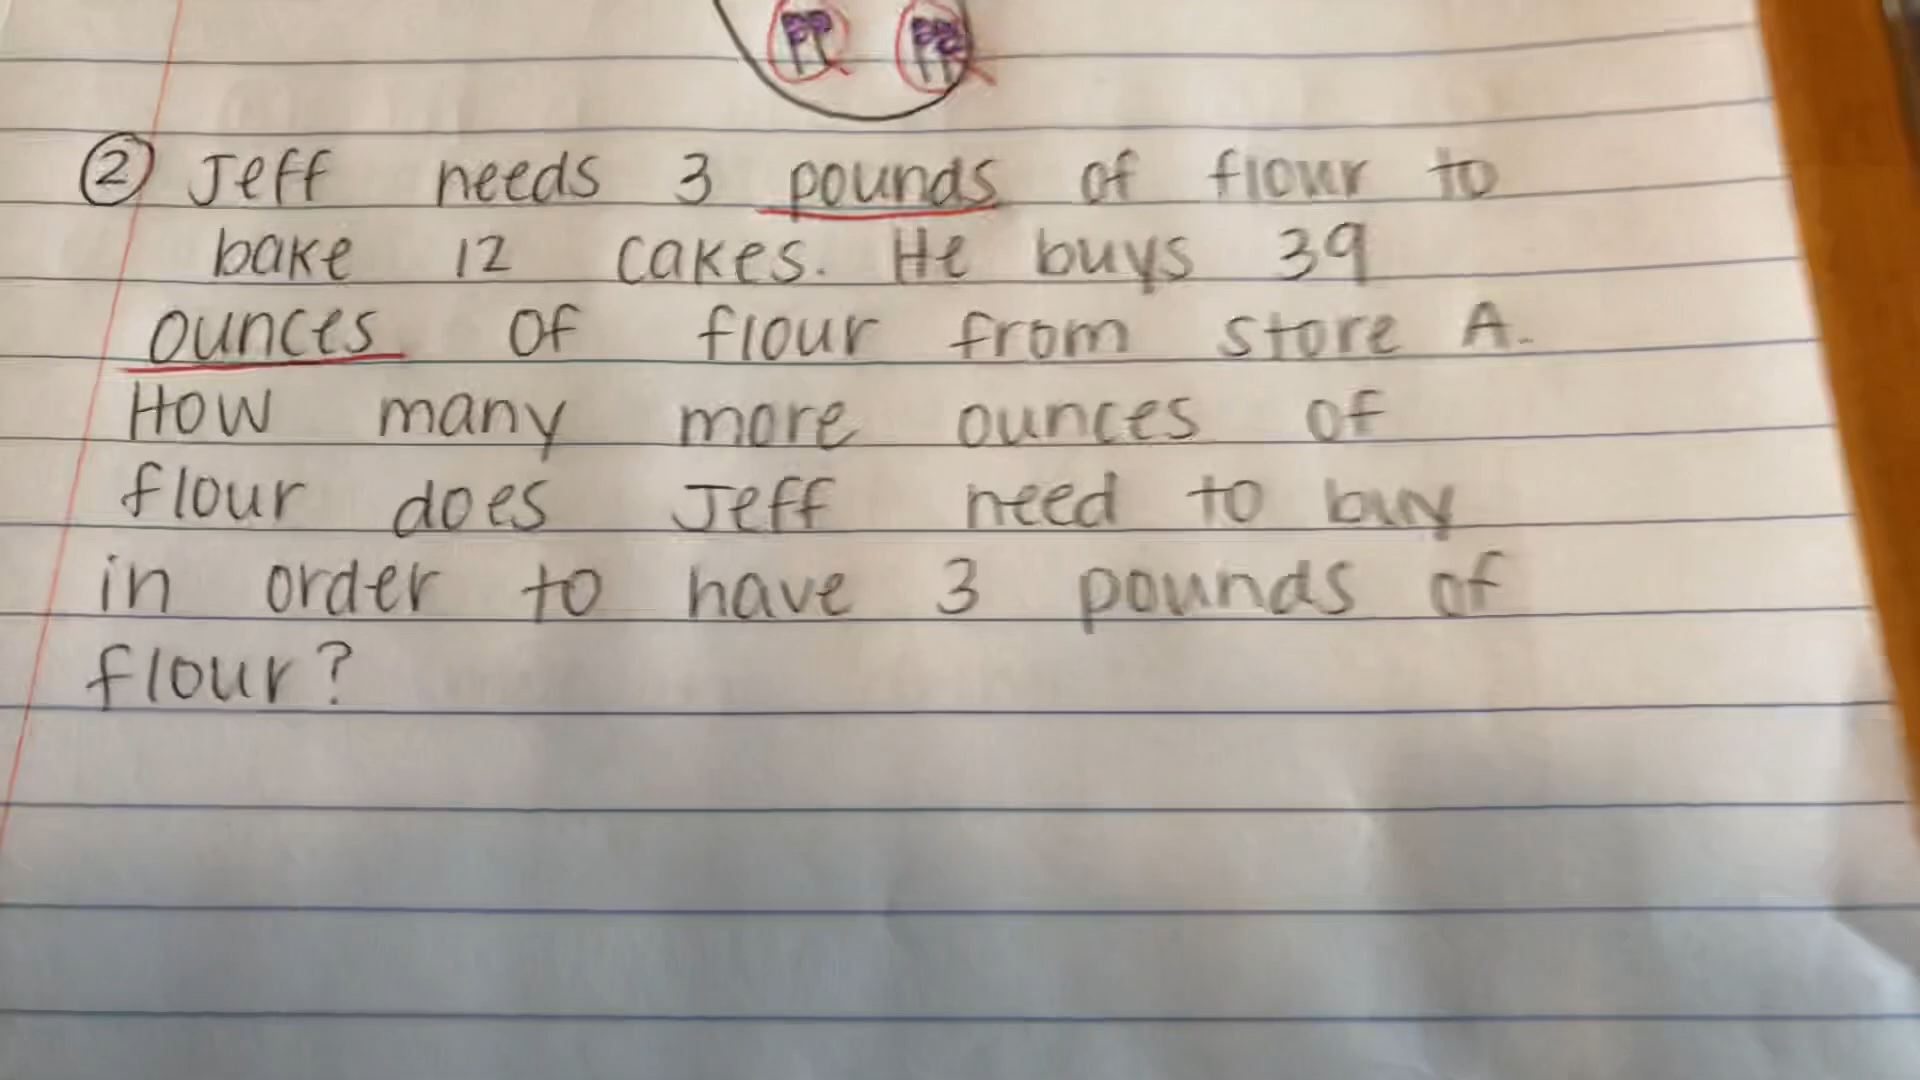 ② Jeff needs 3 pounds of flour to
bake 12 cakes. He buys 39
ounces of flour from store A.
How many more ounces of
flour does Jeff need to buy
in order to have 3 pounds of
flour?